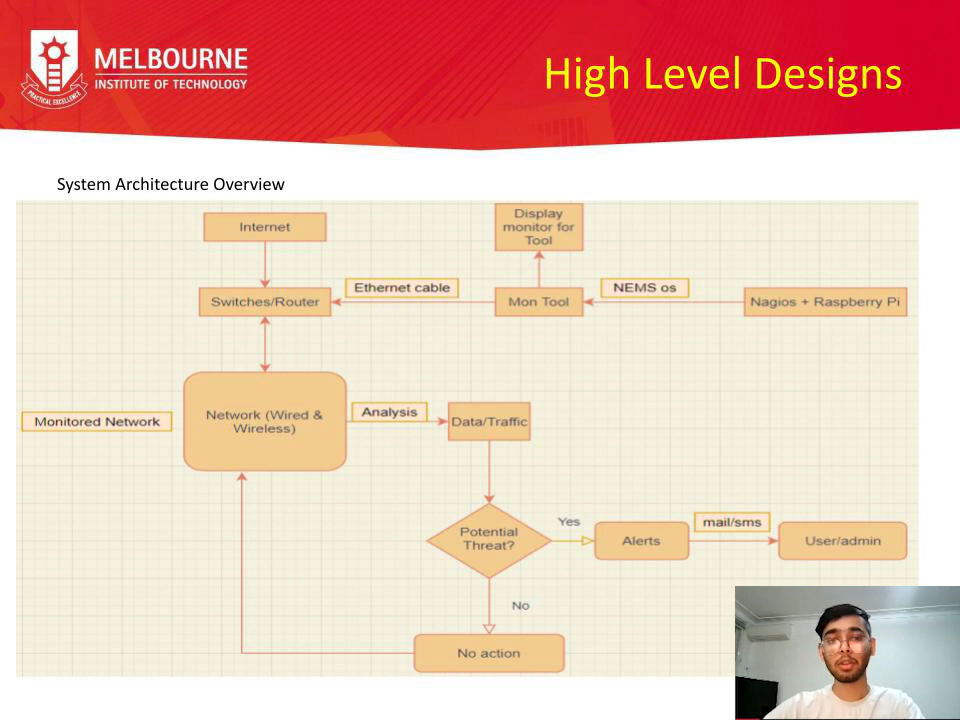 MELBOURNE
INSTITUTE OF TECHNOLOGY
PRACTICAL EXCELLENCE
High Level Designs
System Architecture Overview
Internet
Display
monitor for
Tool
Switches/Router
Ethernet cable
Mon Tool
NEMS os
Nagios + Raspberry Pi
Monitored Network
Network (Wired &
Wireless)
Analysis
Data/Traffic
Potential
Threat?
Yes
Alerts
mail/sms
User/admin
No
No action